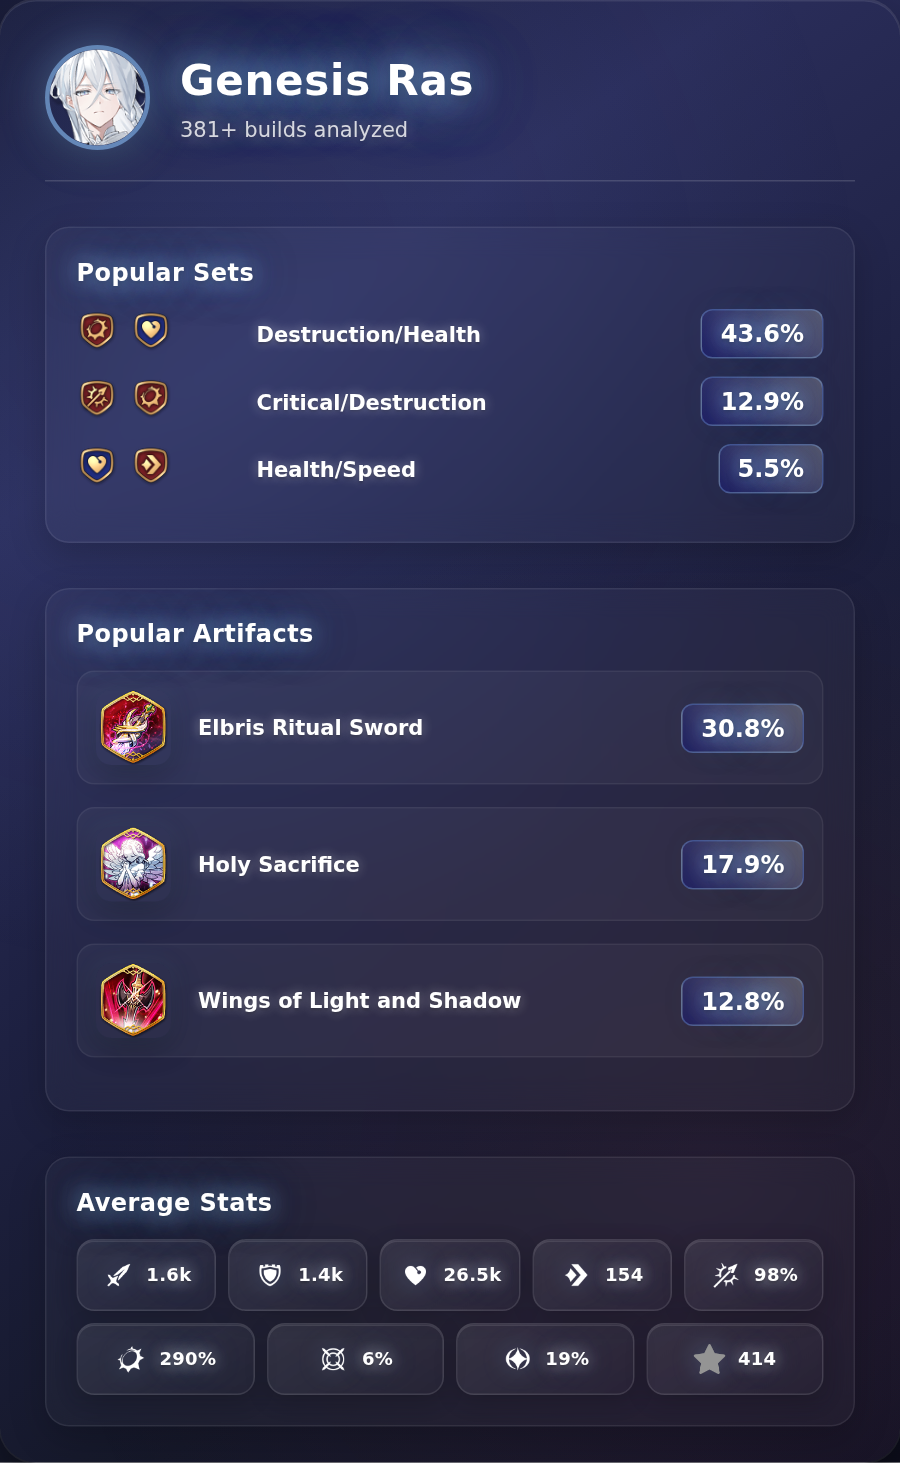 Genesis Ras
381+ builds analyzed
Popular Sets
Destruction/Health 43.6%
Critical/Destruction 12.9%
Health/Speed 5.5%
Popular Artifacts
Elbris Ritual Sword 30.8%
Holy Sacrifice 17.9%
Wings of Light and Shadow 12.8%
Average Stats
1.6k 1.4k 26.5k 154 98%
290% 6% 19% 414